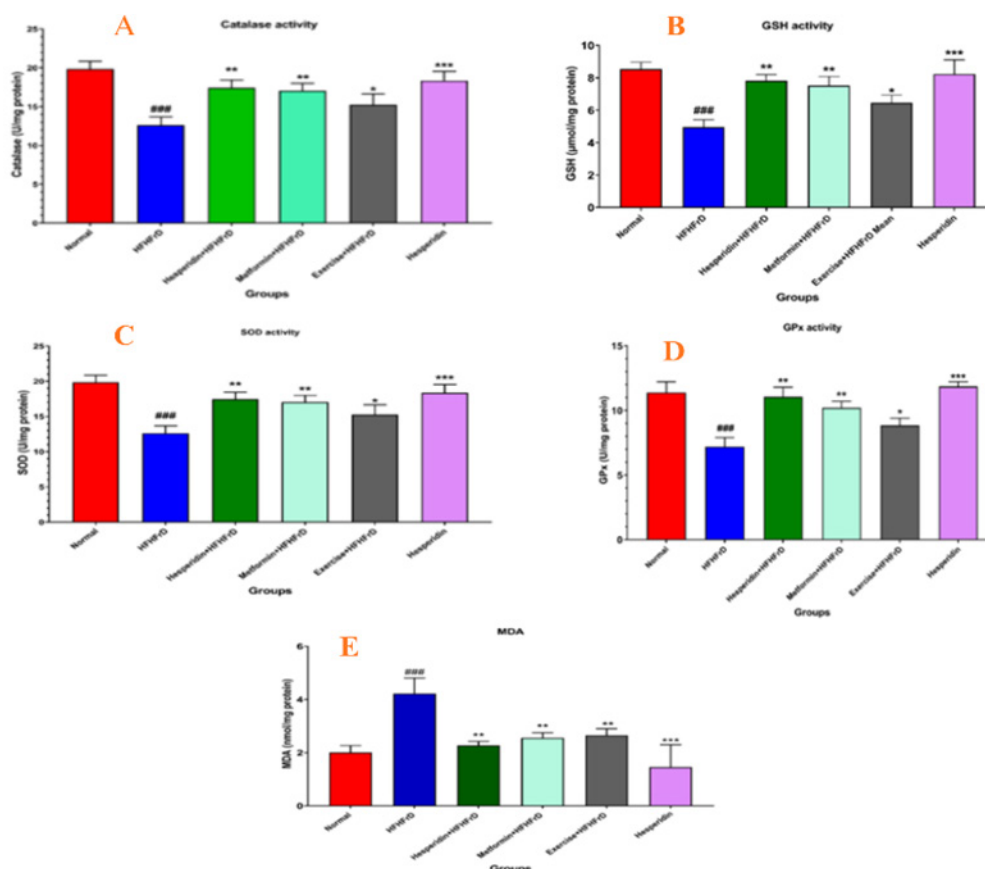 A
Catalase activity
Catalase (U/mg protein)
25
20
15
10
5
0
###
**
**
*
***
Normal
HFHFrD
Hesperidin+HFHFrD
Metformin+HFHFrD
Exercise+HFHFrD
Hesperidin
Groups
B
GSH activity
GSH (μmol/mg protein)
10
8
6
4
2
0
###
**
**
*
***
Normal
HFHFrD
Hesperidin+HFHFrD
Metformin+HFHFrD
Exercise+HFHFrD Mean
Hesperidin
Groups
C
SOD activity
SOD (U/mg protein)
25
20
15
10
5
0
###
**
**
*
***
Normal
HFHFrD
Hesperidin+HFHFrD
Metformin+HFHFrD
Exercise+HFHFrD
Hesperidin
Groups
D
GPx activity
GPx (U/mg protein)
15
10
5
0
###
**
**
*
***
Normal
HFHFrD
Hesperidin+HFHFrD
Metformin+HFHFrD
Exercise+HFHFrD
Hesperidin
Groups
E
MDA
MDA (nmol/mg protein)
6
4
2
0
###
**
**
**
***
Normal
HFHFrD
Hesperidin+HFHFrD
Metformin+HFHFrD
Exercise+HFHFrD
Hesperidin
Groups